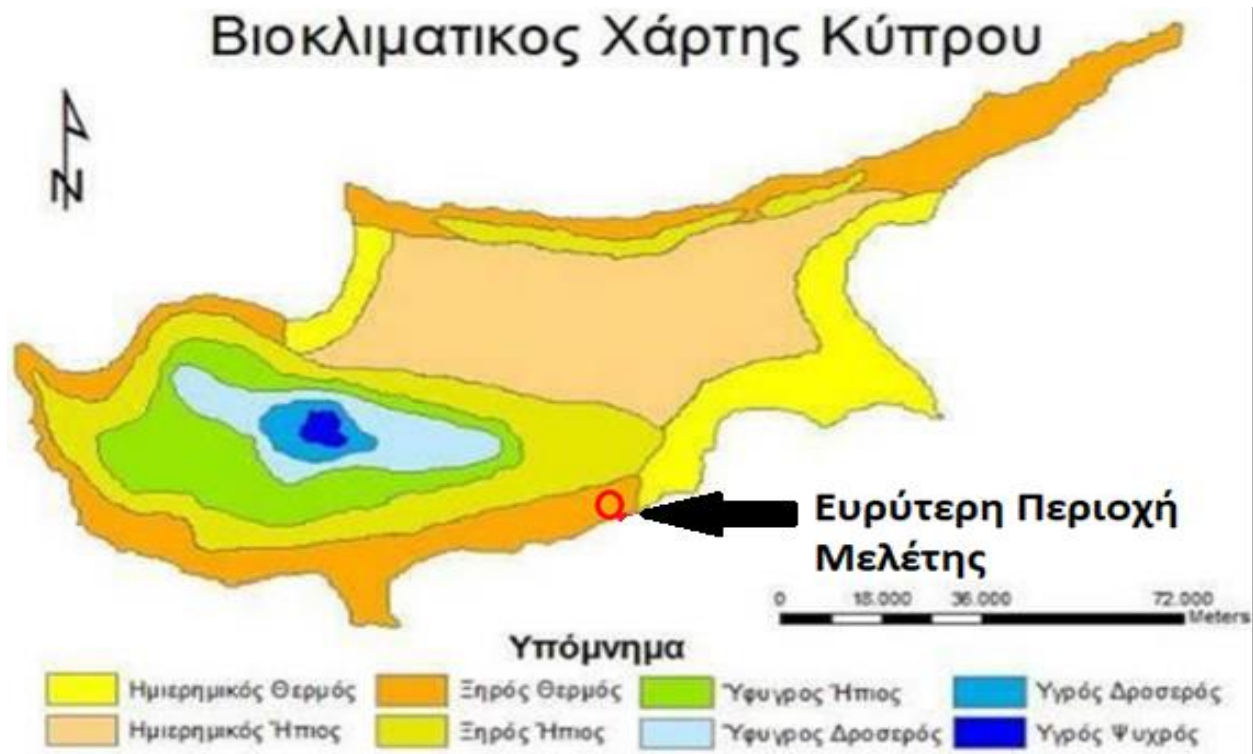 Βιοκλιματικος Χάρτης Κύπρου
N
Ευρύτερη Περιοχή
Μελέτης
0 18.000 36.000 72.000
Meters
Υπόμνημα
Ημιερημικός Θερμός
Ξηρός Θερμός
Ύφυγρος Ήπιος
Υγρός Δροσερός
Ημιερημικός Ήπιος
Ξηρός Ήπιος
Ύφυγρος Δροσερός
Υγρός Ψυχρός